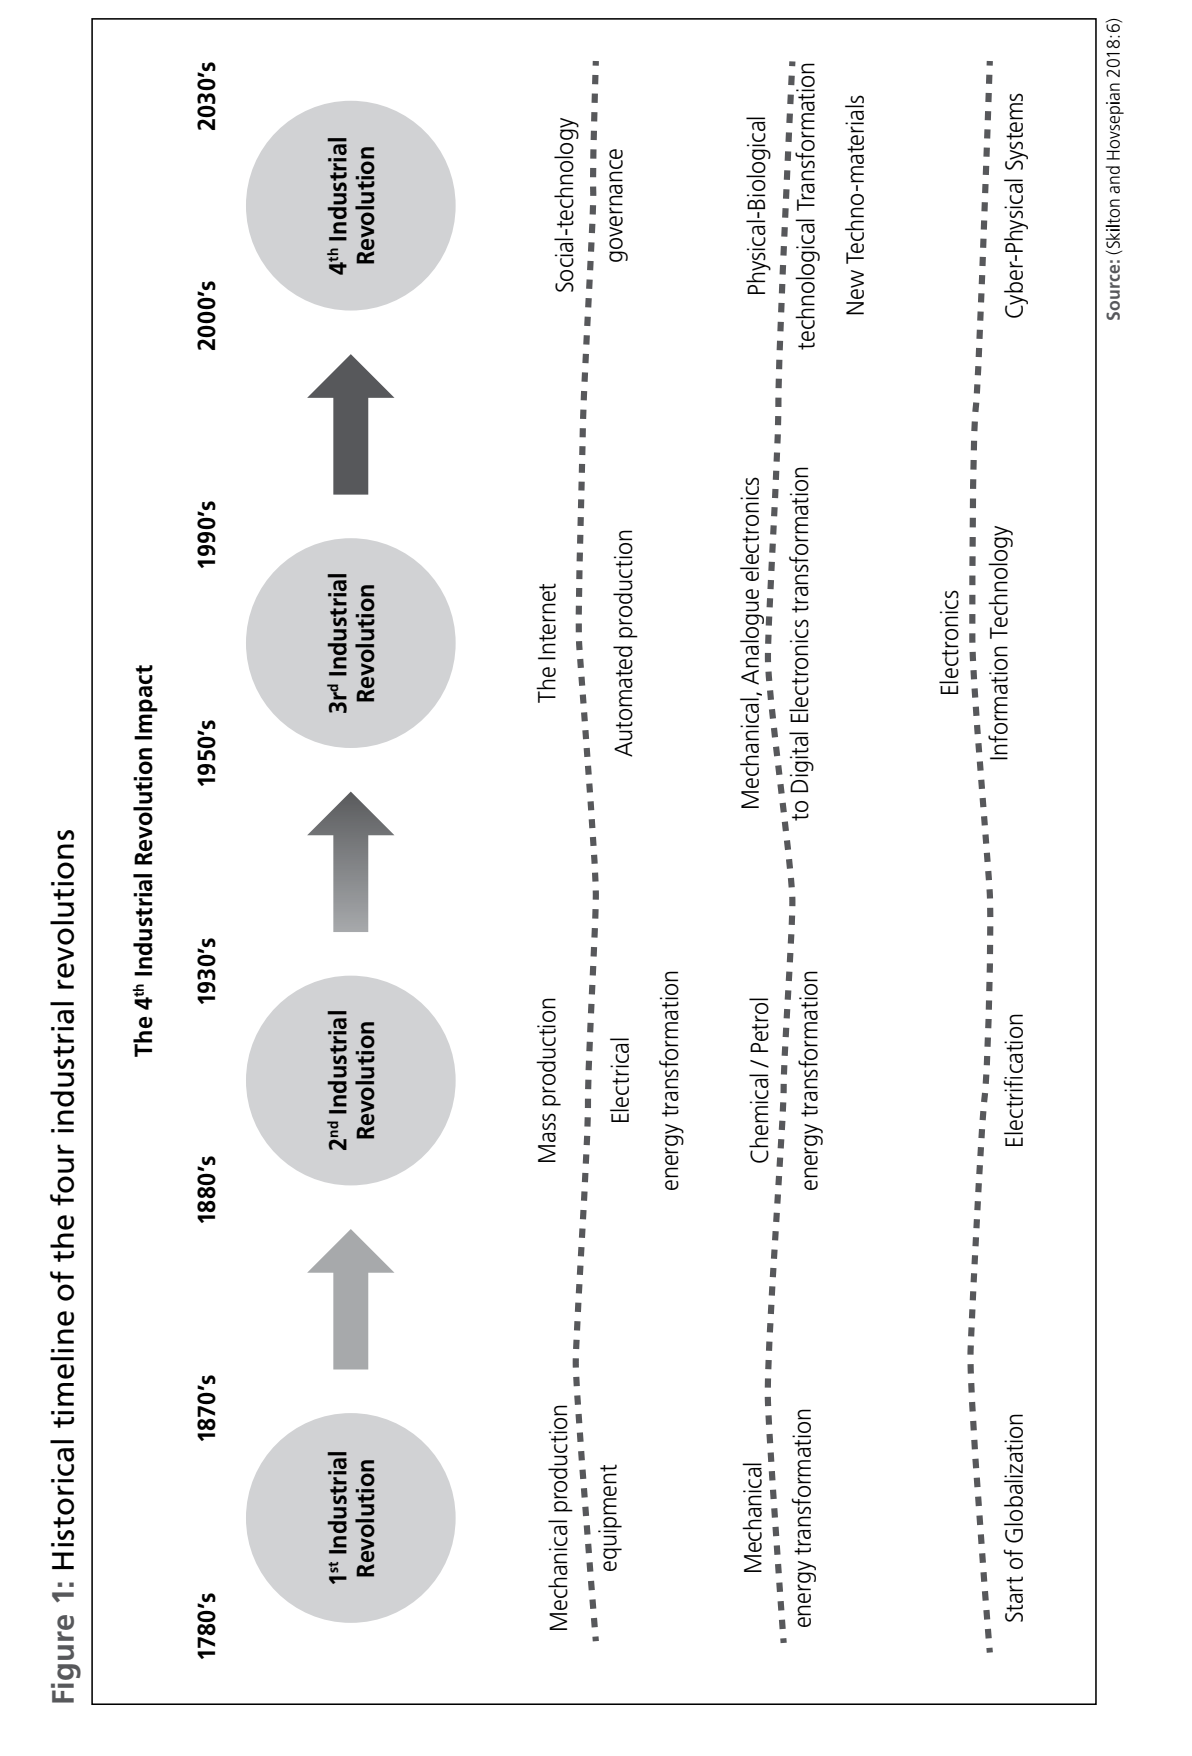 Figure 1: Historical timeline of the four industrial revolutions
The 4th Industrial Revolution Impact
1780’s
1870’s
1880’s
1930’s
1950’s
1990’s
2000’s
2030’s
1st Industrial
Revolution
2nd Industrial
Revolution
3rd Industrial
Revolution
4th Industrial
Revolution
Mechanical production
equipment
Mass production
Electrical
energy transformation
The Internet
Automated production
Social-technology
governance
Mechanical
energy transformation
Chemical / Petrol
energy transformation
Mechanical, Analogue electronics
to Digital Electronics transformation
Physical-Biological
technological Transformation
New Techno-materials
Start of Globalization
Electrification
Electronics
Information Technology
Cyber-Physical Systems
Source: (Skilton and Hovsepian 2018:6)